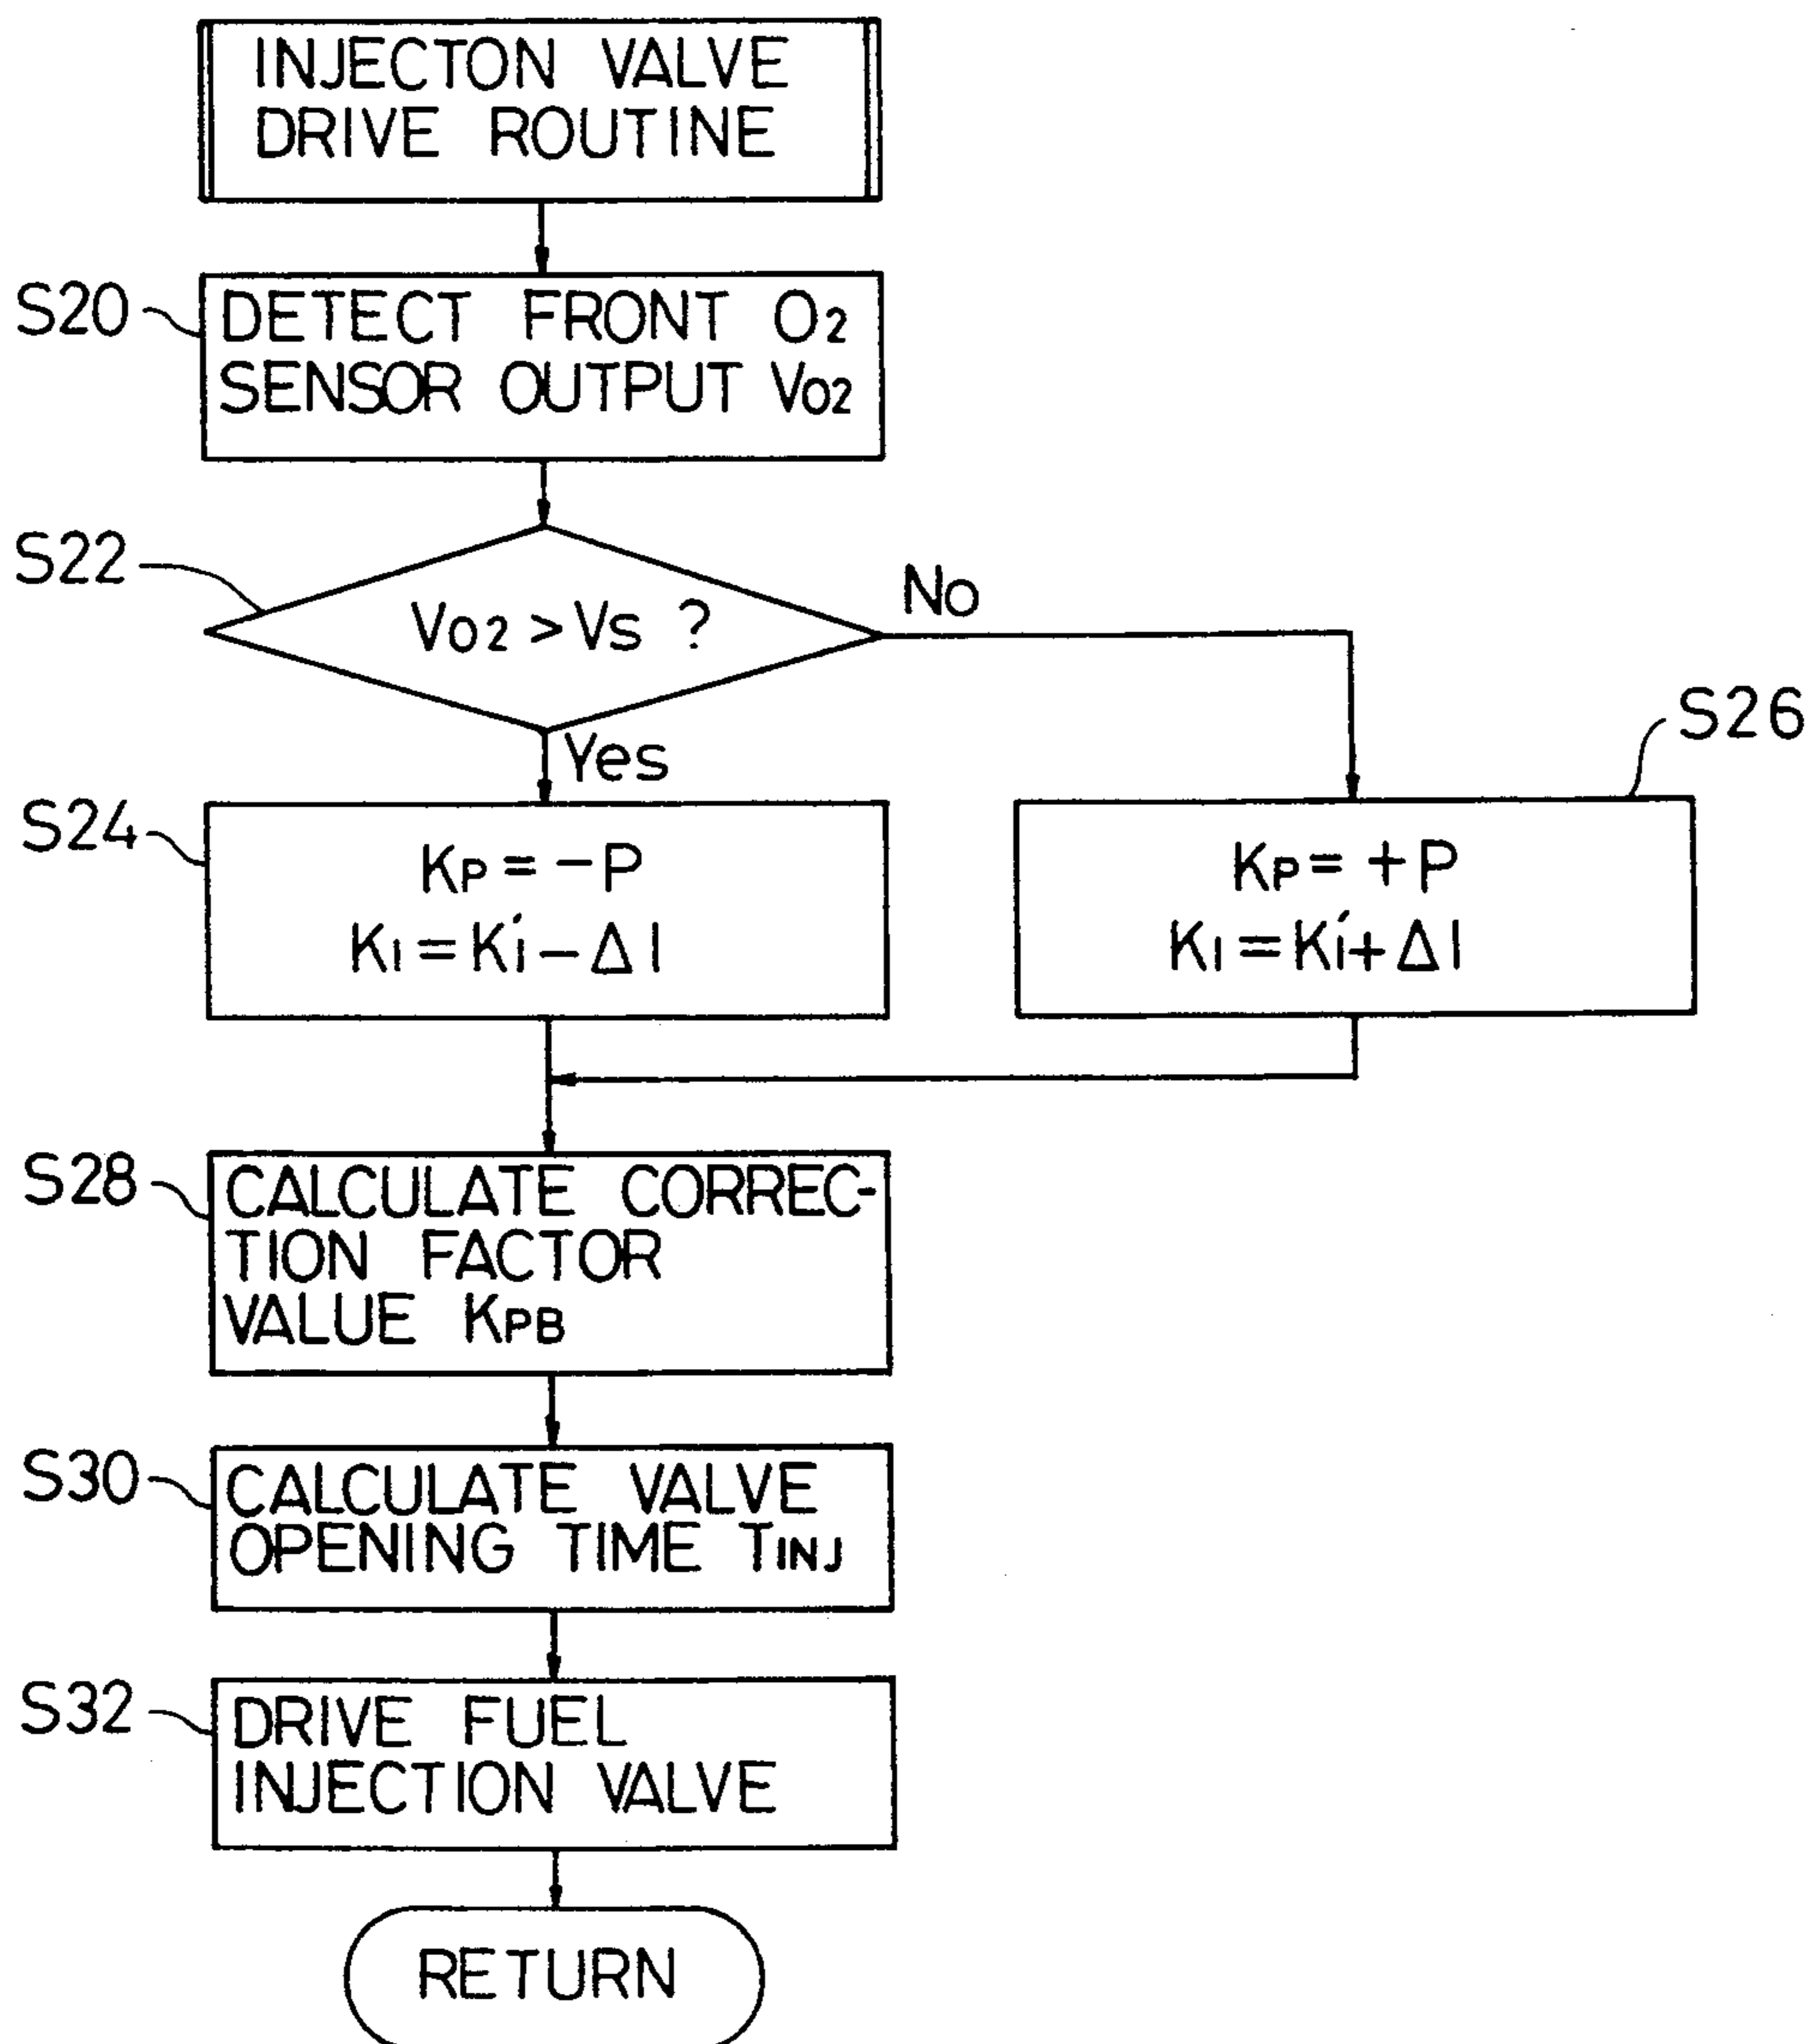 INJECTON VALVE
DRIVE ROUTINE
S20
DETECT FRONT O2
SENSOR OUTPUT VO2
S22
VO2 > VS ?
No
Yes
S24
KP = -P
KI = KI' - ΔI
S26
KP = +P
KI = KI' + ΔI
S28
CALCULATE CORREC-
TION FACTOR
VALUE KPB
S30
CALCULATE VALVE
OPENING TIME TINJ
S32
DRIVE FUEL
INJECTION VALVE
RETURN